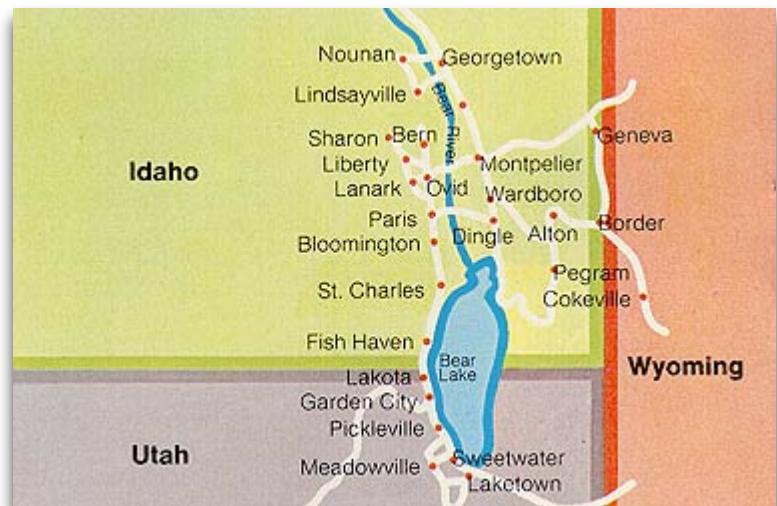 Nounan
Georgetown
Lindsayville
Bear River
Sharon
Bern
Geneva
Liberty
Montpelier
Idaho
Lanark
Ovid
Wardboro
Paris
Dingle
Alton
Border
Bloomington
Pegram
St. Charles
Cokeville
Fish Haven
Bear
Lake
Wyoming
Lakota
Garden City
Pickleville
Utah
Meadowville
Sweetwater
Laketown